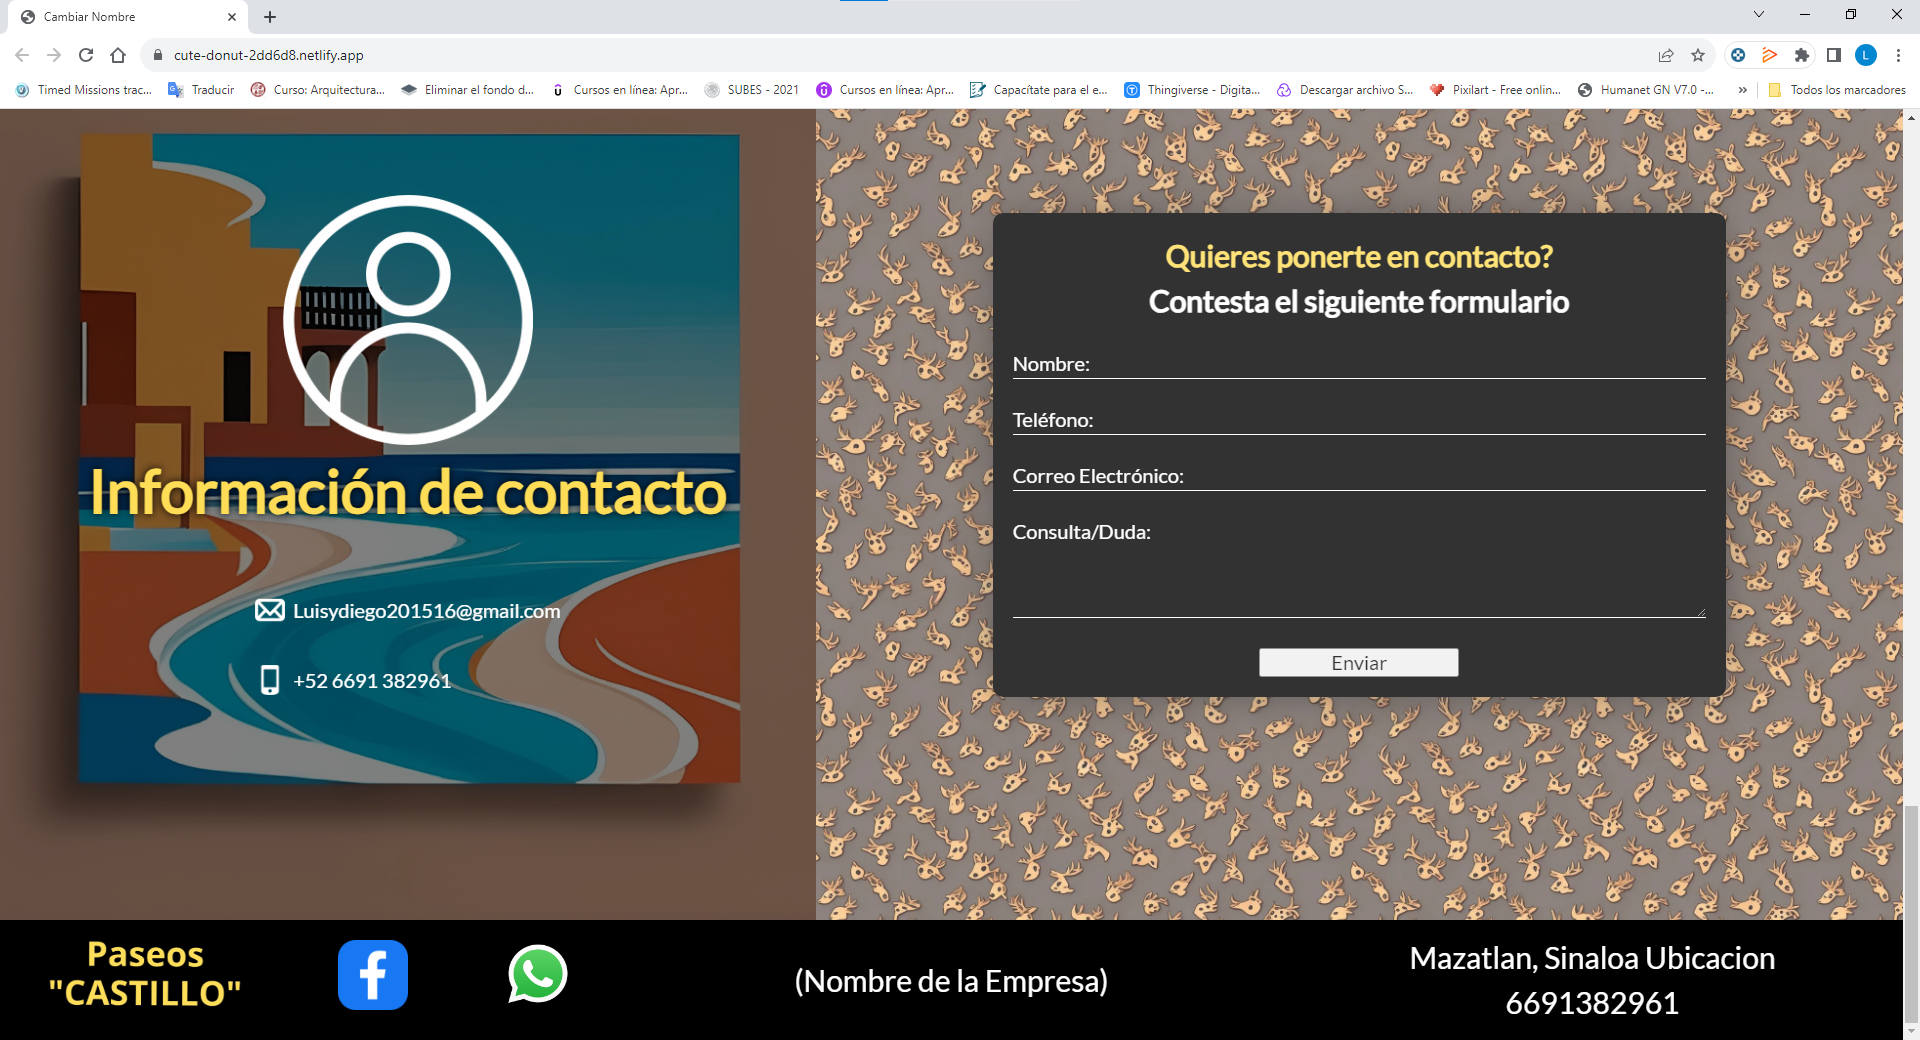 Cambiar Nombre
cute-donut-2dd6d8.netlify.app
Timed Missions trac... Traducir Curso: Arquitectura... Eliminar el fondo d... Cursos en línea: Apr... SUBES - 2021 Cursos en línea: Apr... Capacítate para el e... Thingiverse - Digita... Descargar archivo S... Pixilart - Free onlin... Humanet GN V7.0 -... » Todos los marcadores
L
Información de contacto
Luisydiego201516@gmail.com
+52 6691 382961
Quieres ponerte en contacto?
Contesta el siguiente formulario
Nombre:
Teléfono:
Correo Electrónico:
Consulta/Duda:
Enviar
Paseos
"CASTILLO"
(Nombre de la Empresa)
Mazatlan, Sinaloa Ubicacion
6691382961